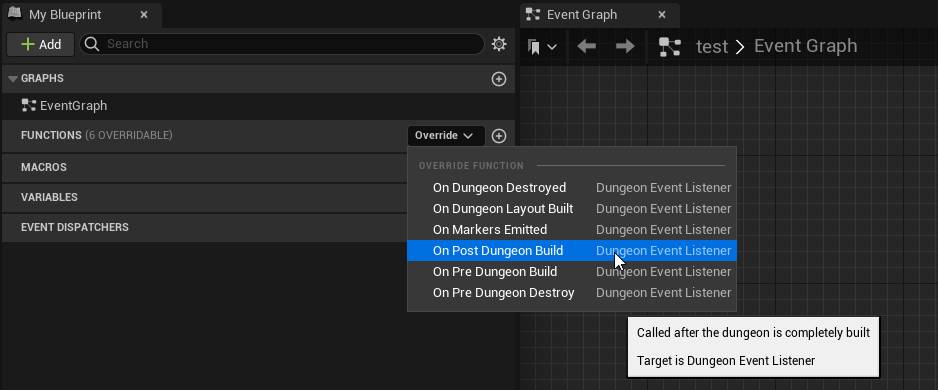 My Blueprint
Event Graph
Add
Search
test
Event Graph
GRAPHS
EventGraph
FUNCTIONS (6 OVERRIDABLE)
Override
MACROS
VARIABLES
EVENT DISPATCHERS
OVERRIDE FUNCTION
On Dungeon Destroyed Dungeon Event Listener
On Dungeon Layout Built Dungeon Event Listener
On Markers Emitted Dungeon Event Listener
On Post Dungeon Build Dungeon Event Listener
On Pre Dungeon Build Dungeon Event Listener
On Pre Dungeon Destroy Dungeon Event Listener
Called after the dungeon is completely built
Target is Dungeon Event Listener